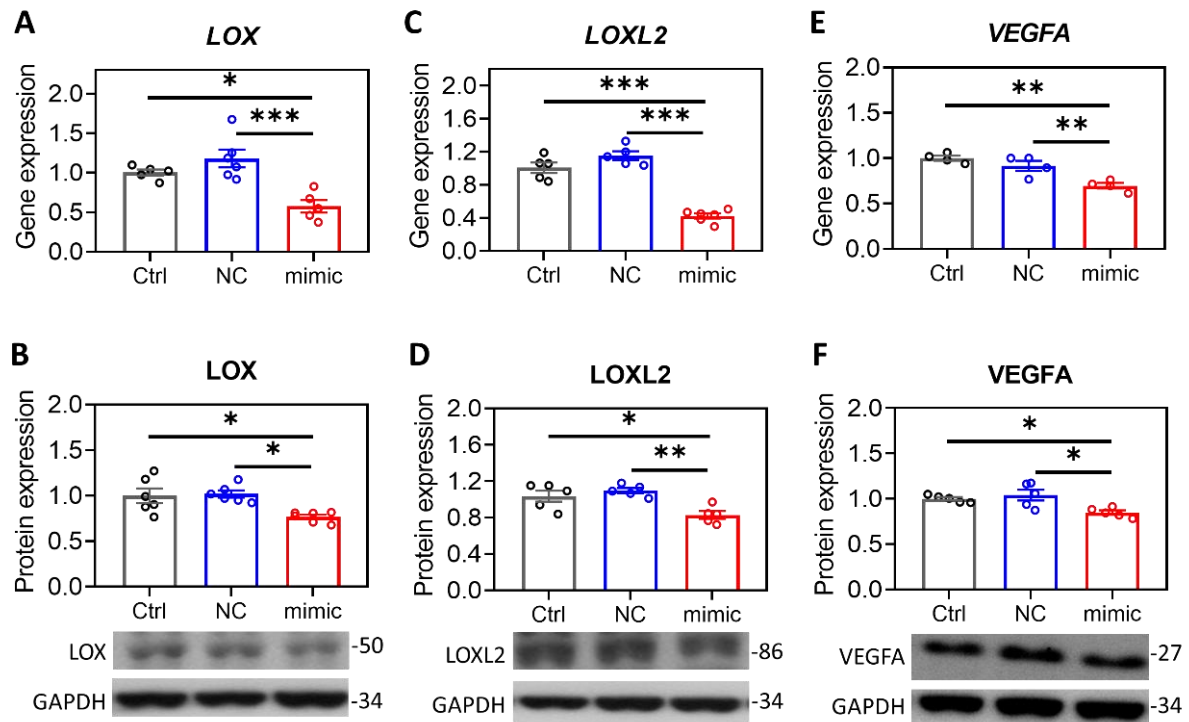 A
LOX
Gene expression
2.0
1.5
1.0
0.5
0.0
*
***
Ctrl NC mimic
C
LOXL2
Gene expression
2.0
1.6
1.2
0.8
0.4
0.0
***
***
Ctrl NC mimic
E
VEGFA
Gene expression
2.0
1.5
1.0
0.5
0.0
**
**
Ctrl NC mimic
B
LOX
Protein expression
2.0
1.5
1.0
0.5
0.0
*
*
Ctrl NC mimic
LOX -50
GAPDH -34
D
LOXL2
Protein expression
2.0
1.6
1.2
0.8
0.4
0.0
*
**
Ctrl NC mimic
LOXL2 -86
GAPDH -34
F
VEGFA
Protein expression
2.0
1.5
1.0
0.5
0.0
*
*
Ctrl NC mimic
VEGFA -27
GAPDH -34